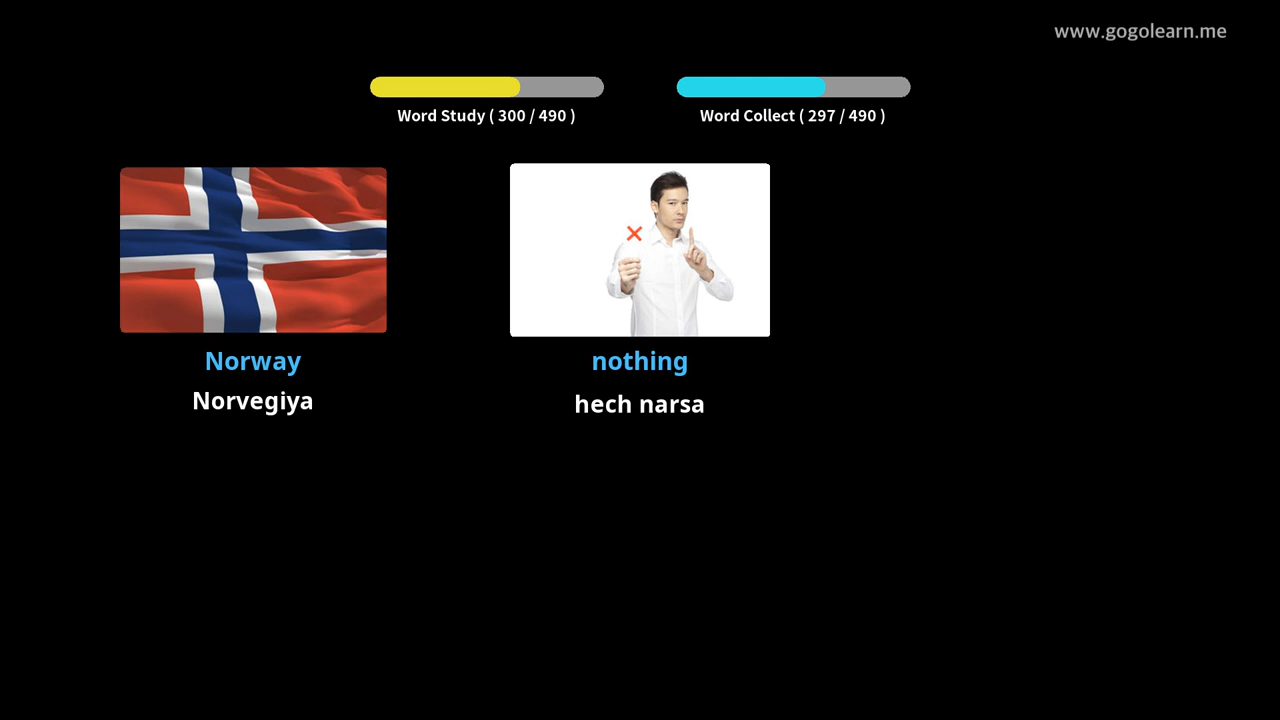 www.gogolearn.me
Word Study ( 300 / 490 )
Word Collect ( 297 / 490 )
Norway
Norvegiya
nothing
hech narsa